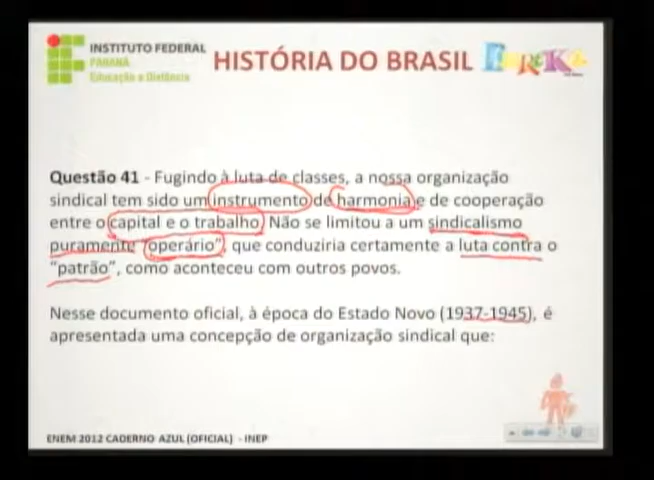 INSTITUTO FEDERAL
PARANÁ
Educação a Distância
HISTÓRIA DO BRASIL
EUREKA
Questão 41 - Fugindo à luta de classes, a nossa organização
sindical tem sido um instrumento de harmonia e de cooperação
entre o capital e o trabalho. Não se limitou a um sindicalismo
puramente "operário", que conduziria certamente a luta contra o
"patrão", como aconteceu com outros povos.
Nesse documento oficial, à época do Estado Novo (1937-1945), é
apresentada uma concepção de organização sindical que:
ENEM 2012 CADERNO AZUL (OFICIAL) - INEP